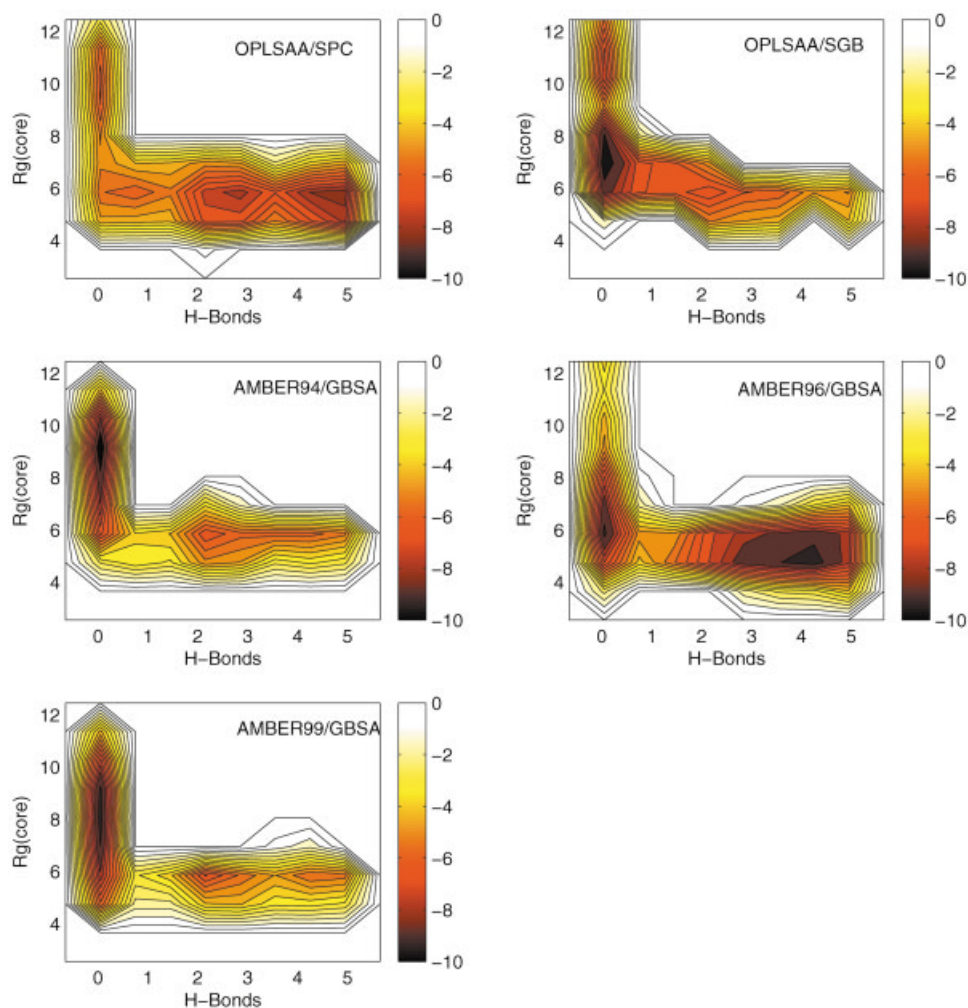 OPLSAA/SPC
Rg(core)
12
10
8
6
4
0 1 2 3 4 5
H-Bonds
0
-2
-4
-6
-8
-10
OPLSAA/SGB
Rg(core)
12
10
8
6
4
0 1 2 3 4 5
H-Bonds
0
-2
-4
-6
-8
-10
AMBER94/GBSA
Rg(core)
12
10
8
6
4
0 1 2 3 4 5
H-Bonds
0
-2
-4
-6
-8
-10
AMBER96/GBSA
Rg(core)
12
10
8
6
4
0 1 2 3 4 5
H-Bonds
0
-2
-4
-6
-8
-10
AMBER99/GBSA
Rg(core)
12
10
8
6
4
0 1 2 3 4 5
H-Bonds
0
-2
-4
-6
-8
-10